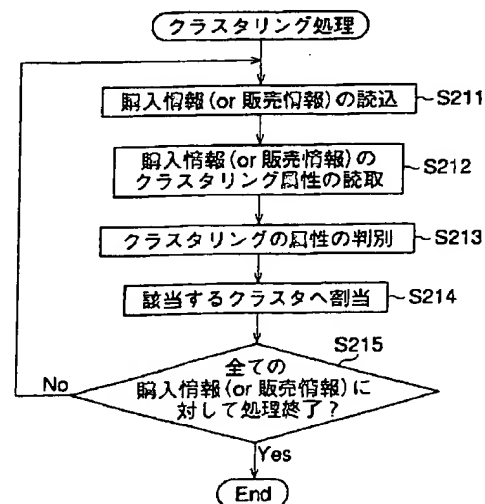 クラスタリング処理
購入情報(or 販売情報)の読込
S211
購入情報(or 販売情報)の
クラスタリング属性の読取
S212
クラスタリングの属性の判別
S213
該当するクラスタへ割当
S214
S215
全ての
購入情報(or 販売情報)に
対して処理終了?
No
Yes
End